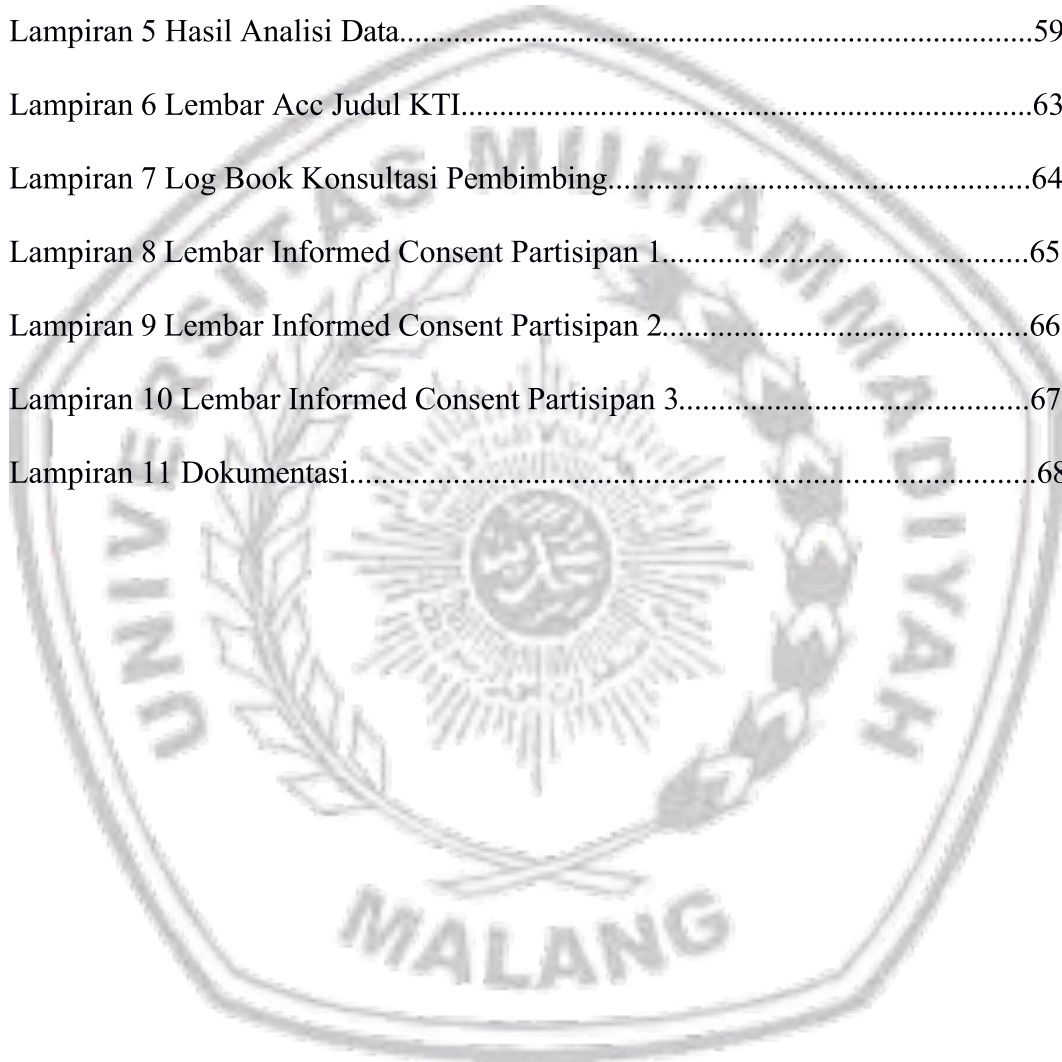 Lampiran 5 Hasil Analisi Data....................................................................................59
Lampiran 6 Lembar Acc Judul KTI............................................................................63
Lampiran 7 Log Book Konsultasi Pembimbing........................................................64
Lampiran 8 Lembar Informed Consent Partisipan 1.................................................65
Lampiran 9 Lembar Informed Consent Partisipan 2.................................................66
Lampiran 10 Lembar Informed Consent Partisipan 3...............................................67
Lampiran 11 Dokumentasi...........................................................................................68
UNIVERSITAS MUHAMMADIYAH
MALANG